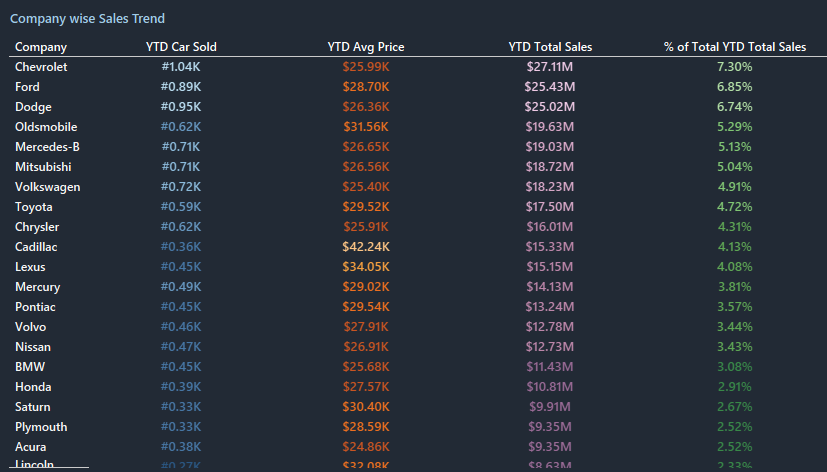 Company wise Sales Trend
Company YTD Car Sold YTD Avg Price YTD Total Sales % of Total YTD Total Sales
Chevrolet #1.04K $25.99K $27.11M 7.30%
Ford #0.89K $28.70K $25.43M 6.85%
Dodge #0.95K $26.36K $25.02M 6.74%
Oldsmobile #0.62K $31.56K $19.63M 5.29%
Mercedes-B #0.71K $26.65K $19.03M 5.13%
Mitsubishi #0.71K $26.56K $18.72M 5.04%
Volkswagen #0.72K $25.40K $18.23M 4.91%
Toyota #0.59K $29.52K $17.50M 4.72%
Chrysler #0.62K $25.91K $16.01M 4.31%
Cadillac #0.36K $42.24K $15.33M 4.13%
Lexus #0.45K $34.05K $15.15M 4.08%
Mercury #0.49K $29.02K $14.13M 3.81%
Pontiac #0.45K $29.54K $13.24M 3.57%
Volvo #0.46K $27.91K $12.78M 3.44%
Nissan #0.47K $26.91K $12.73M 3.43%
BMW #0.45K $25.68K $11.43M 3.08%
Honda #0.39K $27.57K $10.81M 2.91%
Saturn #0.33K $30.40K $9.91M 2.67%
Plymouth #0.33K $28.59K $9.35M 2.52%
Acura #0.38K $24.86K $9.35M 2.52%
Lincoln #0.27K $32.08K $8.63M 2.33%